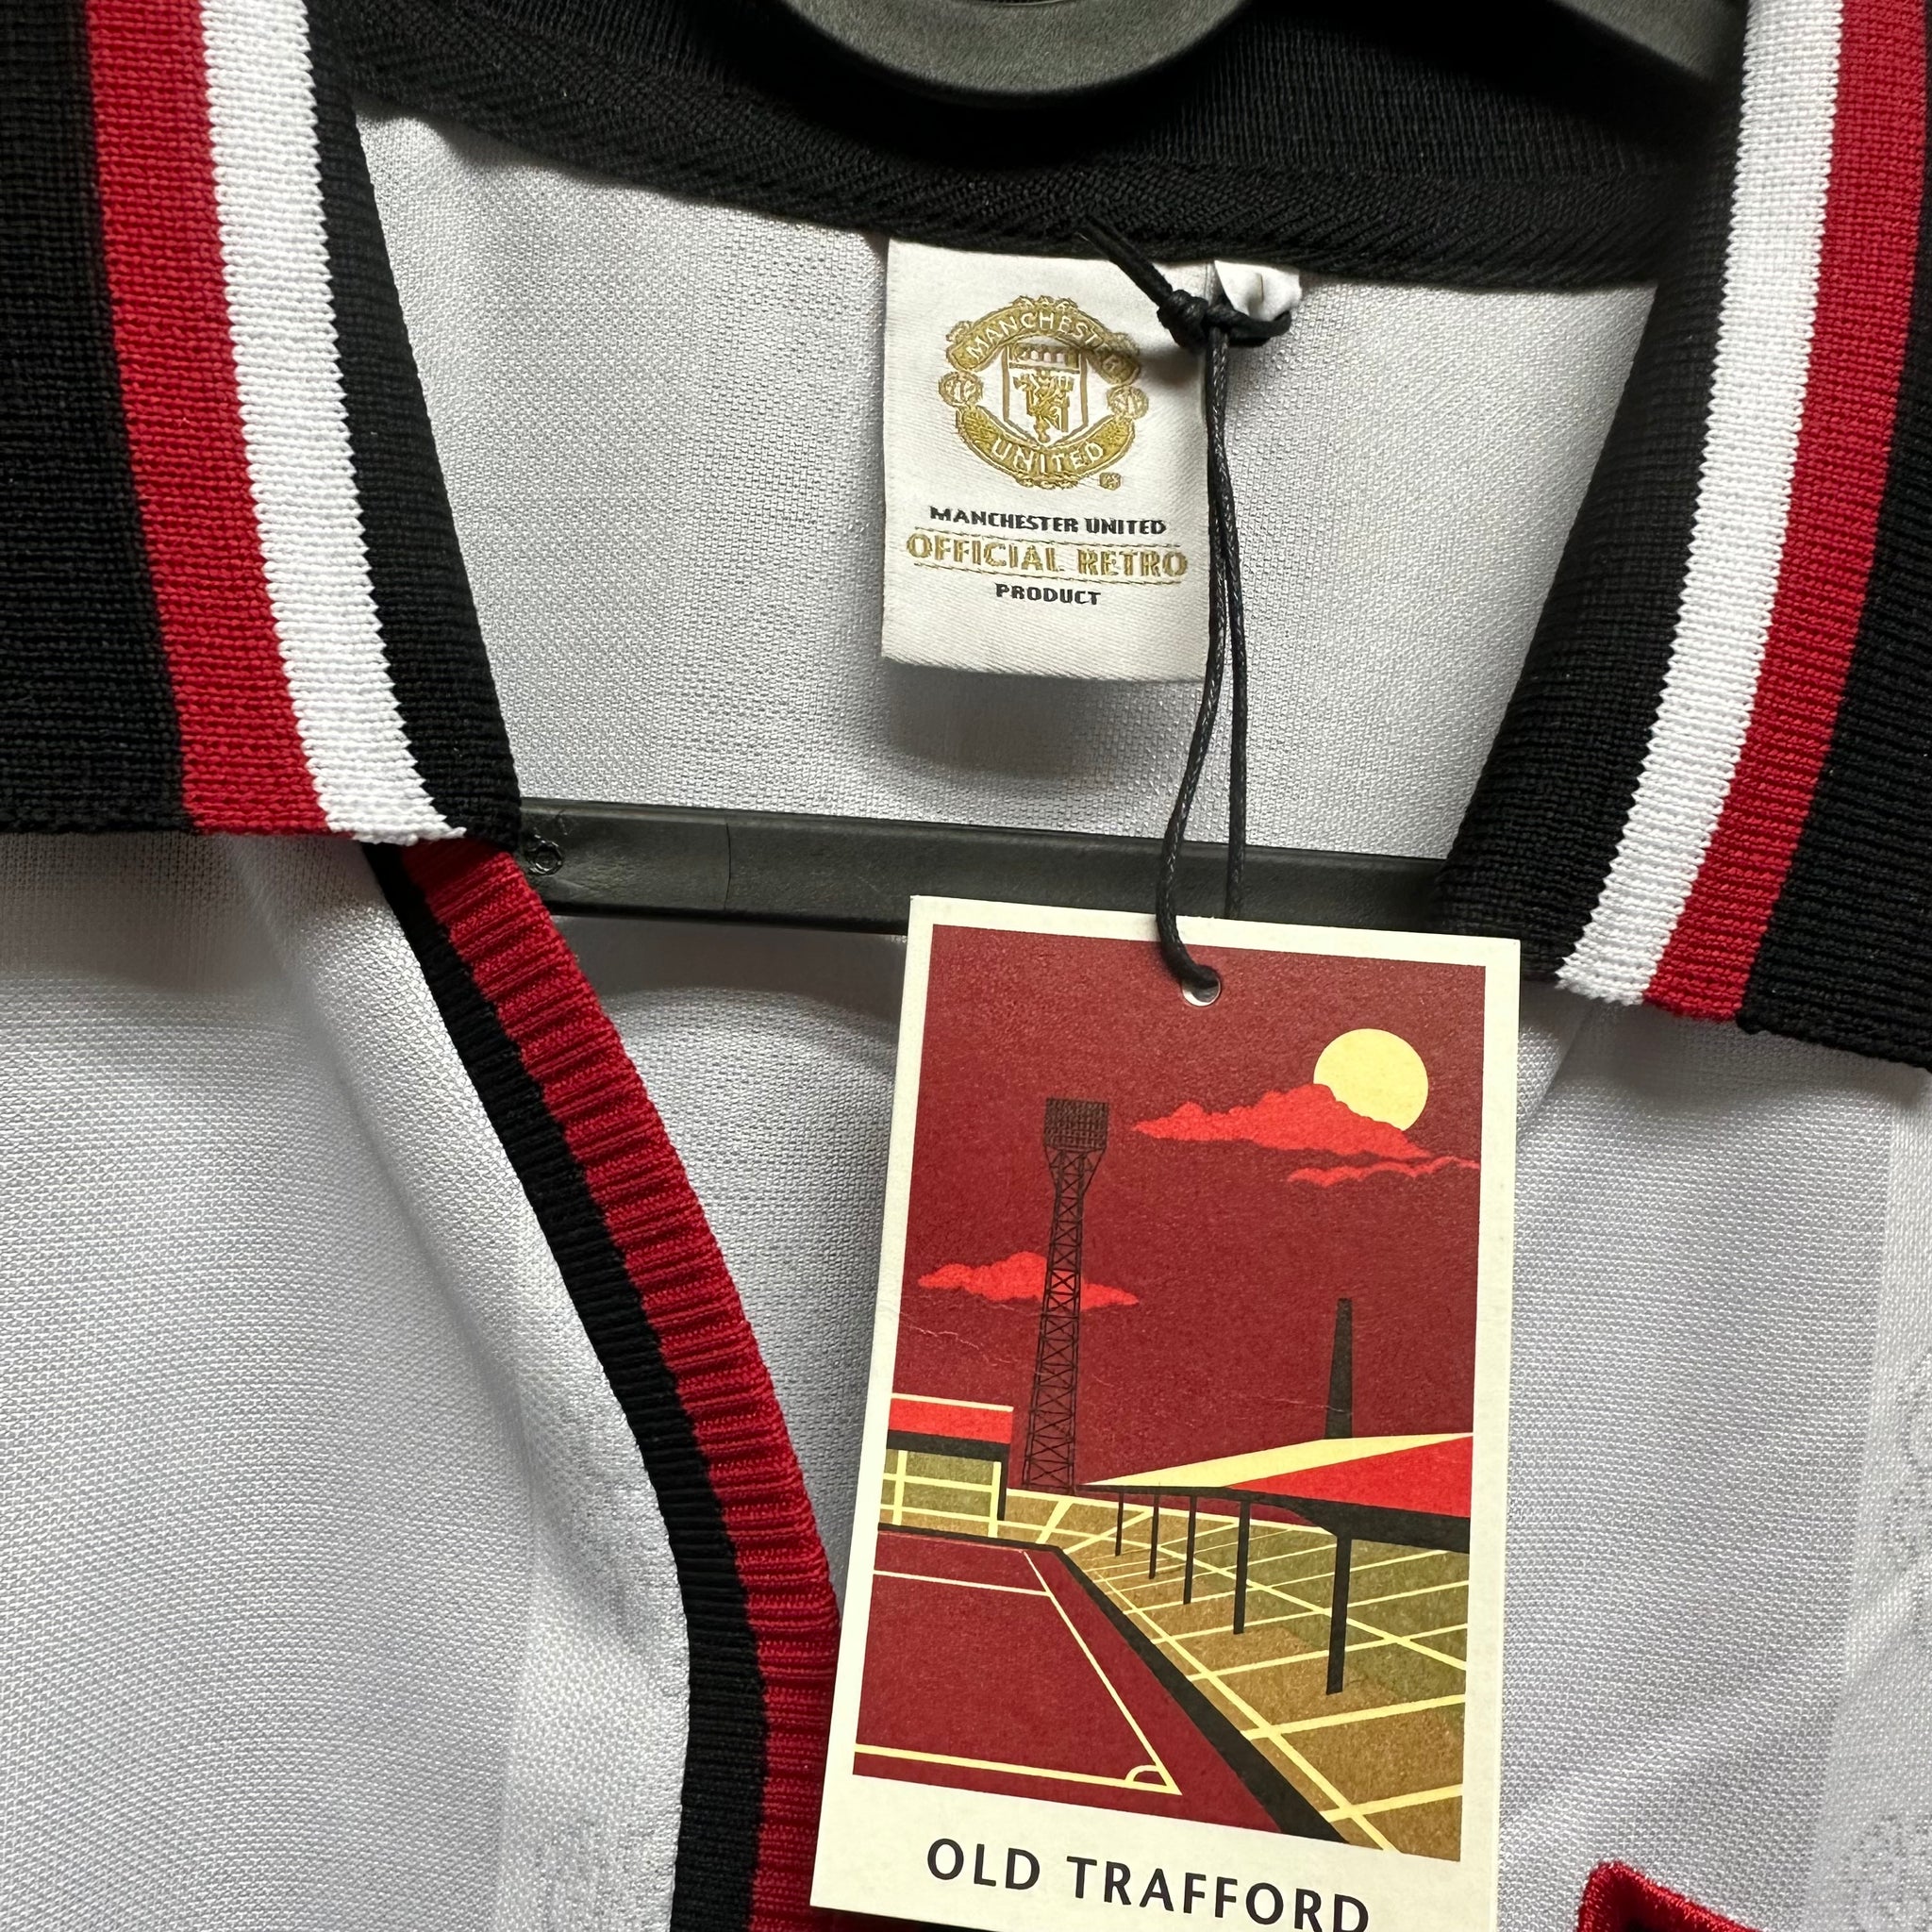 MANCHESTER
UNITED
MANCHESTER UNITED
OFFICIAL RETRO
PRODUCT
OLD TRAFFORD